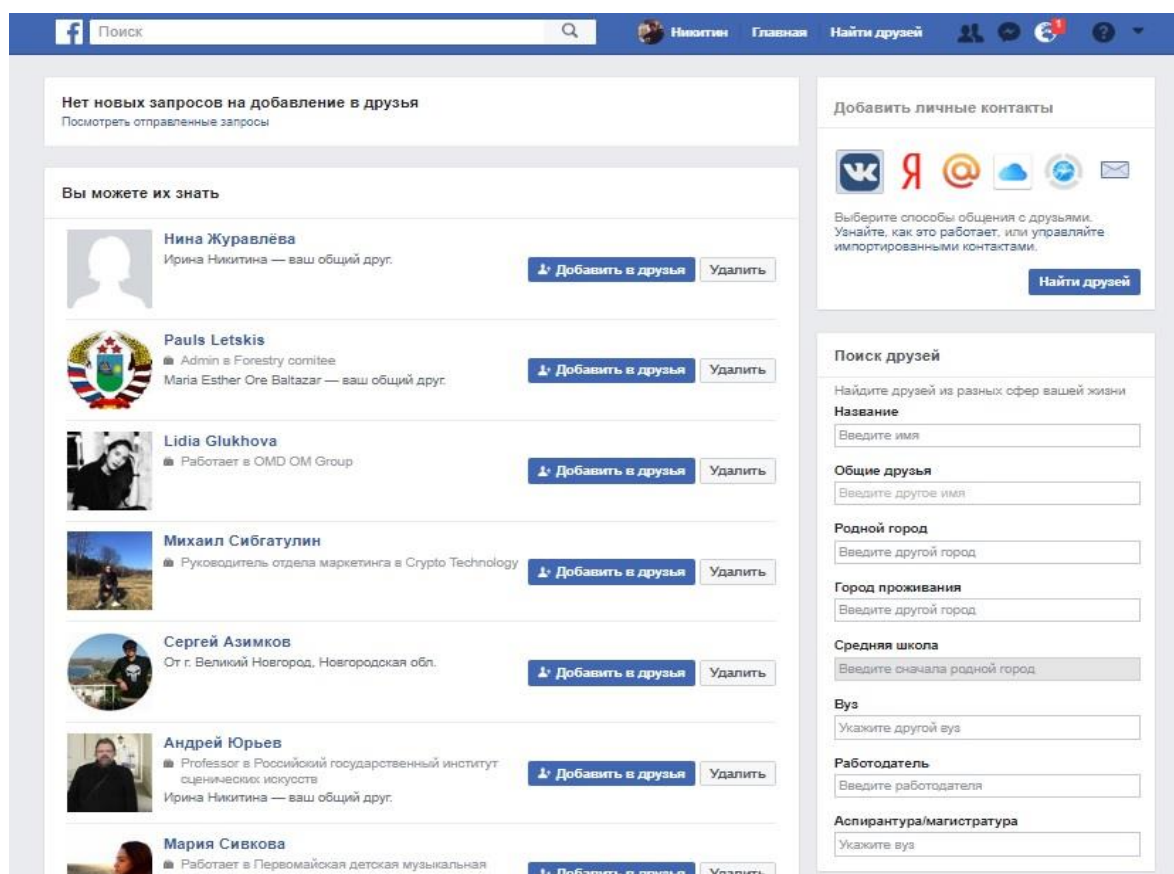 f
Поиск
Никитин Главная Найти друзей 1 ?
Нет новых запросов на добавление в друзья
Посмотреть отправленные запросы
Вы можете их знать
Нина Журавлёва
Ирина Никитина — ваш общий друг.
Добавить в друзья Удалить
Pauls Letskis
Admin в Forestry comitee
Maria Esther Ore Baltazar — ваш общий друг.
Добавить в друзья Удалить
Lidia Glukhova
Работает в OMD OM Group
Добавить в друзья Удалить
Михаил Сибгатулин
Руководитель отдела маркетинга в Crypto Technology
Добавить в друзья Удалить
Сергей Азимков
От г. Великий Новгород, Новгородская обл.
Добавить в друзья Удалить
Андрей Юрьев
Professor в Российский государственный институт
сценических искусств
Ирина Никитина — ваш общий друг.
Добавить в друзья Удалить
Мария Сивкова
Работает в Первомайская детская музыкальная
Добавить в друзья Удалить
Добавить личные контакты
Я @
Выберите способы общения с друзьями.
Узнайте, как это работает, или управляйте
импортированными контактами.
Найти друзей
Поиск друзей
Найдите друзей из разных сфер вашей жизни
Название
Введите имя
Общие друзья
Введите другое имя
Родной город
Введите другой город
Город проживания
Введите другой город
Средняя школа
Введите сначала родной город
Вуз
Укажите другой вуз
Работодатель
Введите работодателя
Аспирантура/магистратура
Укажите вуз